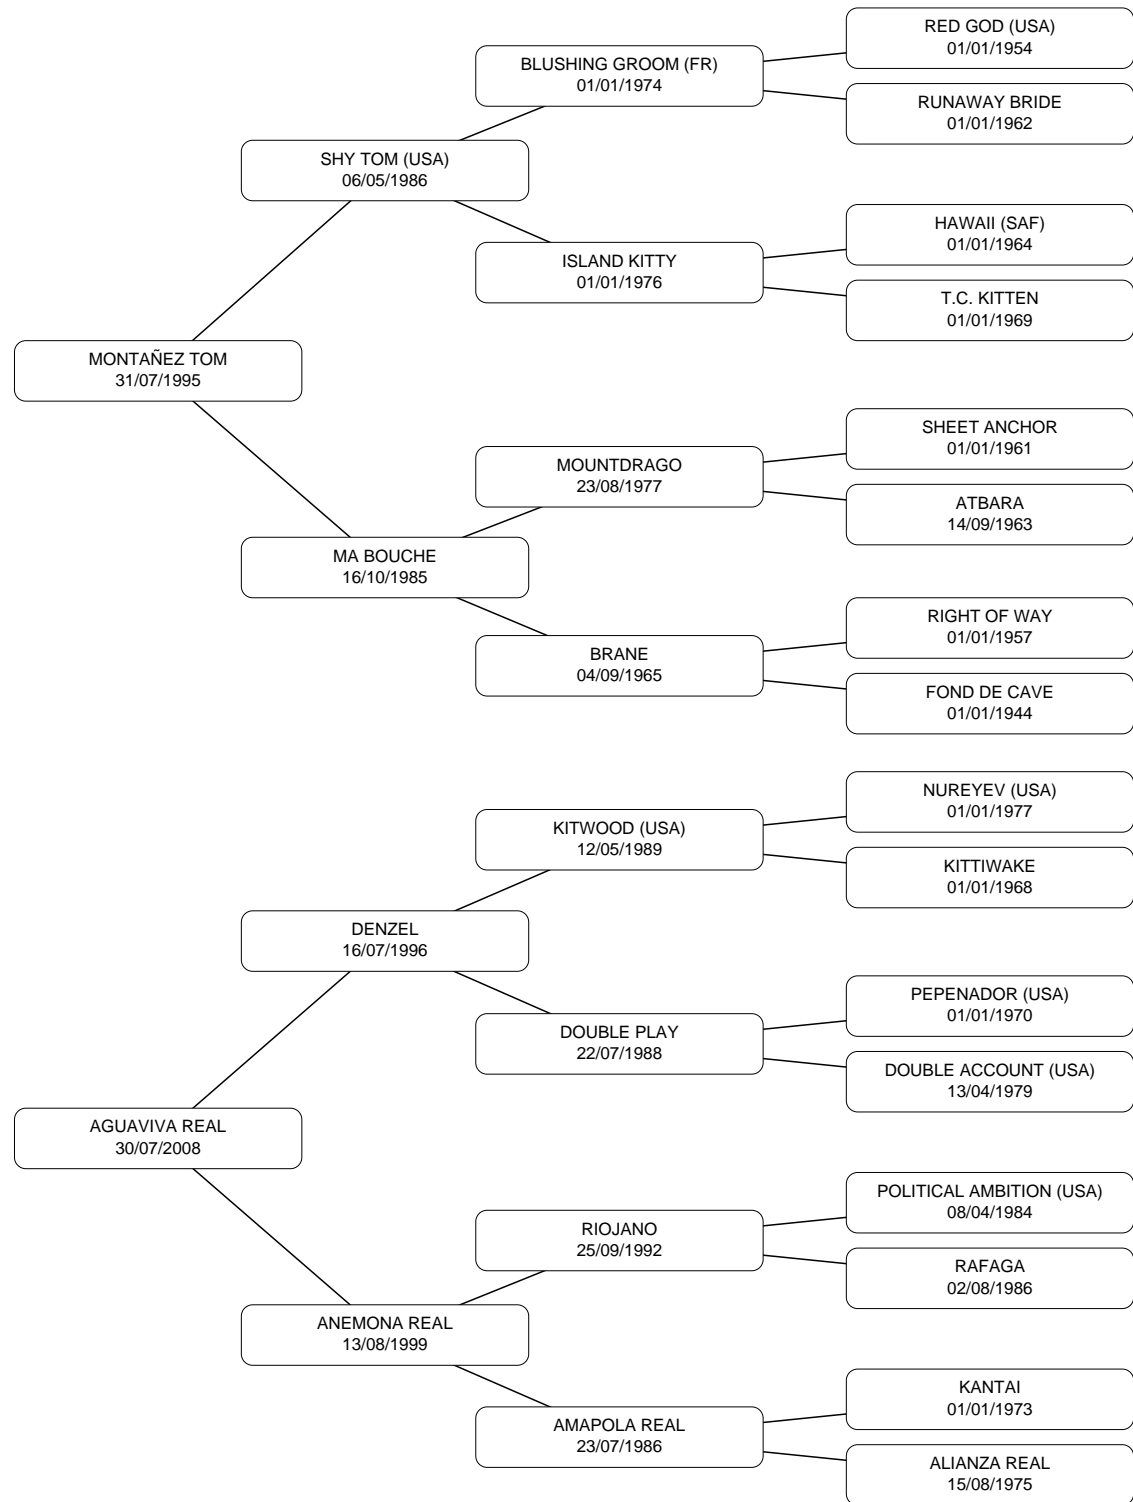 RED GOD (USA)
01/01/1954
BLUSHING GROOM (FR)
01/01/1974
RUNAWAY BRIDE
01/01/1962
SHY TOM (USA)
06/05/1986
HAWAII (SAF)
01/01/1964
ISLAND KITTY
01/01/1976
T.C. KITTEN
01/01/1969
MONTAÑEZ TOM
31/07/1995
SHEET ANCHOR
01/01/1961
MOUNTDRAGO
23/08/1977
ATBARA
14/09/1963
MA BOUCHE
16/10/1985
RIGHT OF WAY
01/01/1957
BRANE
04/09/1965
FOND DE CAVE
01/01/1944
NUREYEV (USA)
01/01/1977
KITWOOD (USA)
12/05/1989
KITTIWAKE
01/01/1968
DENZEL
16/07/1996
PEPENADOR (USA)
01/01/1970
DOUBLE PLAY
22/07/1988
DOUBLE ACCOUNT (USA)
13/04/1979
AGUAVIVA REAL
30/07/2008
POLITICAL AMBITION (USA)
08/04/1984
RIOJANO
25/09/1992
RAFAGA
02/08/1986
ANEMONA REAL
13/08/1999
KANTAI
01/01/1973
AMAPOLA REAL
23/07/1986
ALIANZA REAL
15/08/1975